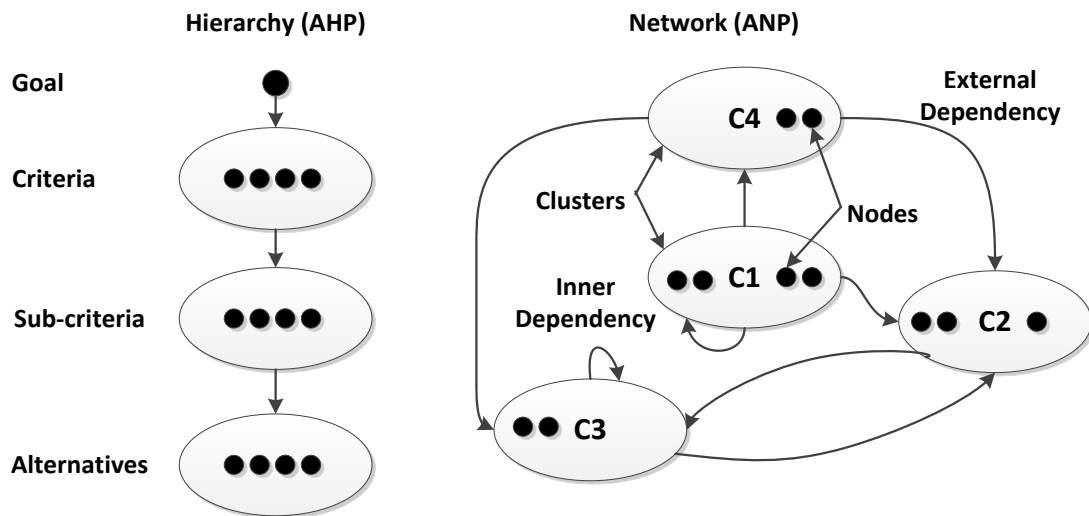 Hierarchy (AHP)
Goal
Criteria
Sub-criteria
Alternatives
Network (ANP)
External
Dependency
C4
Clusters
Nodes
C1
Inner
Dependency
C2
C3